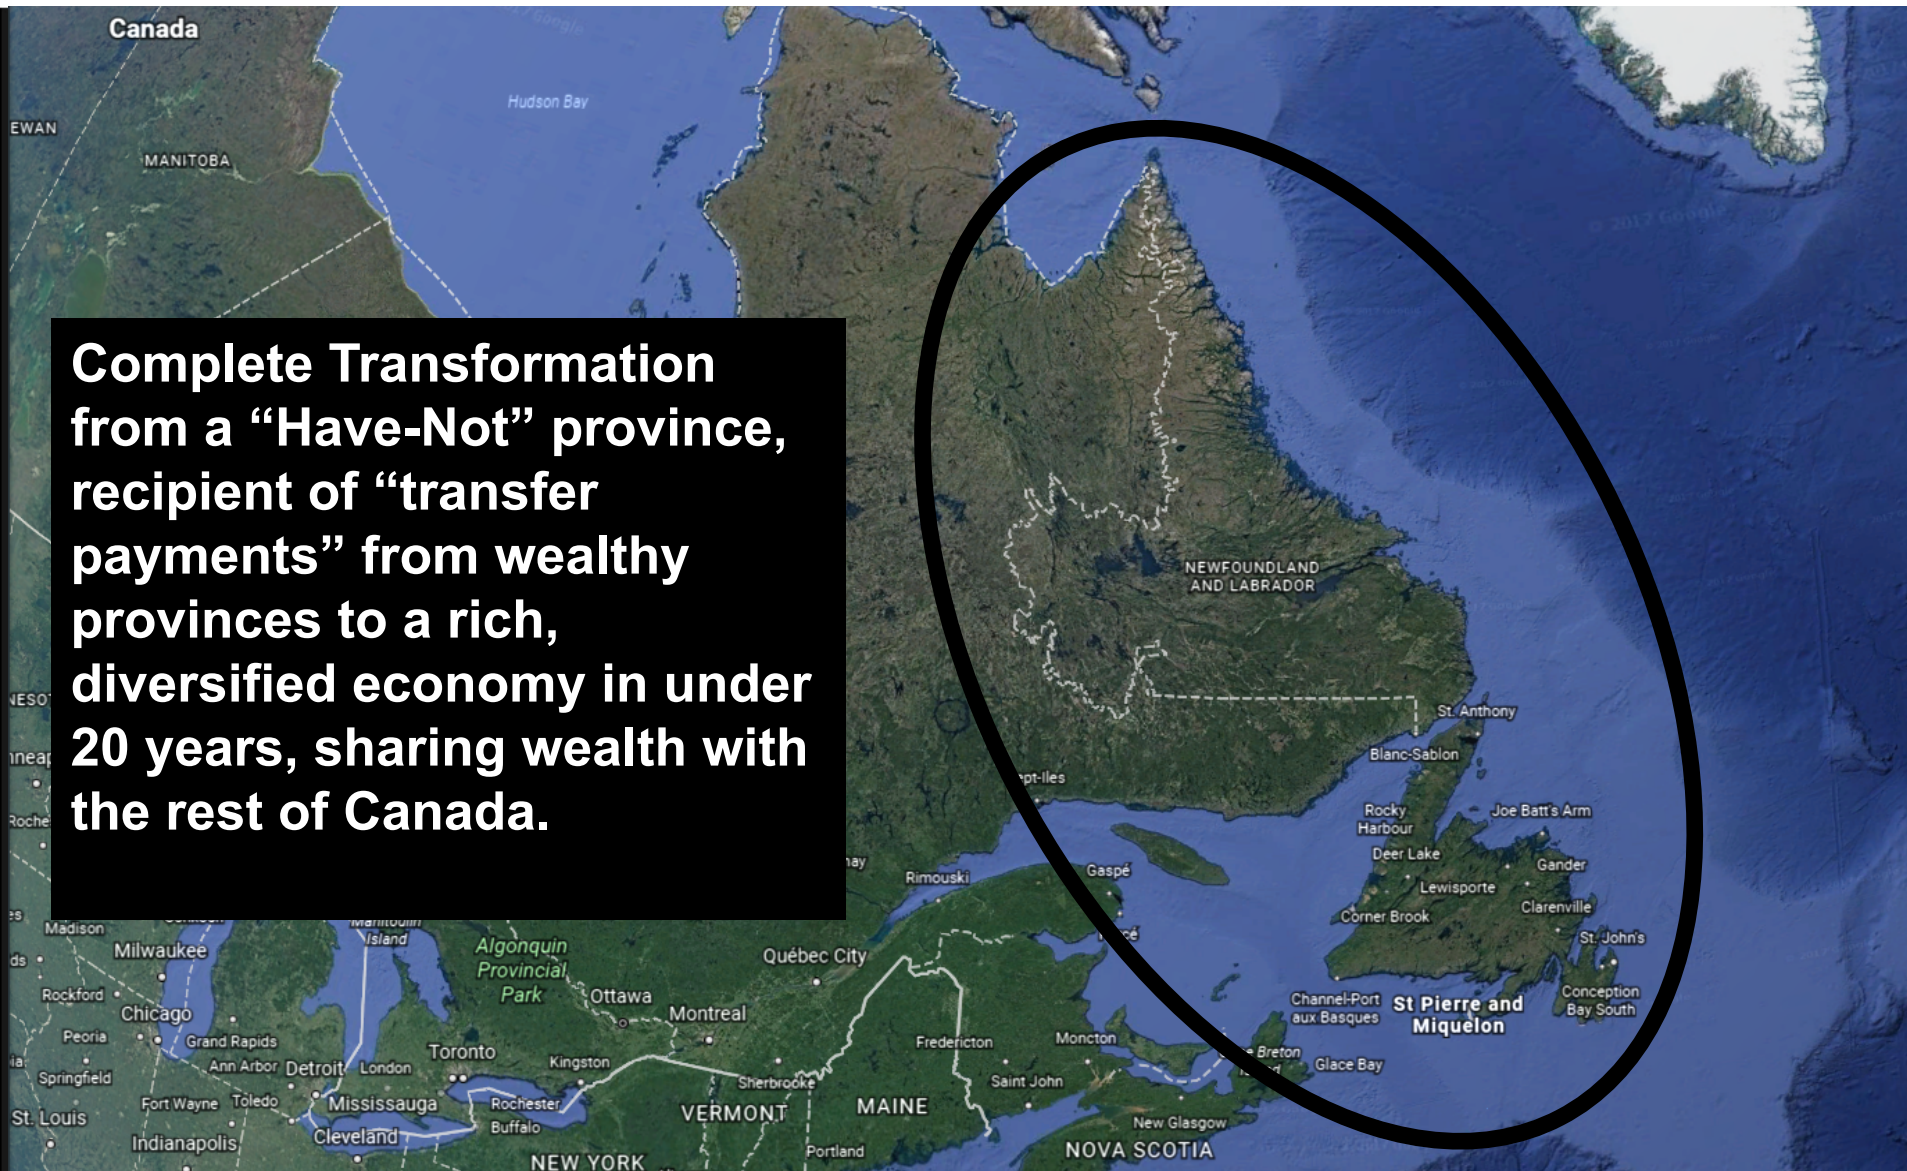 Canada
Hudson Bay
EWAN
MANITOBA
© 2017 Google
Complete Transformation
from a “Have-Not” province,
recipient of “transfer
payments” from wealthy
provinces to a rich,
diversified economy in under
20 years, sharing wealth with
the rest of Canada.
NEWFOUNDLAND
AND LABRADOR
St. Anthony
Blanc-Sablon
Rocky
Harbour
Joe Batt's Arm
Deer Lake
Gander
Lewisporte
Clarenville
Corner Brook
St. John's
Conception
Bay South
Channel-Port
aux Basques
St Pierre and
Miquelon
pt-Iles
Gaspé
Rimouski
Québec City
Island
Algonquin
Provincial
Park
Ottawa
Montreal
Madison
Milwaukee
Rockford
Chicago
Peoria
Grand Rapids
Ann Arbor
Detroit
London
Toronto
Kingston
Springfield
Fort Wayne
Toledo
Mississauga
Rochester
Buffalo
Sherbrooke
Fredericton
Moncton
Breton
Glace Bay
Saint John
New Glasgow
St. Louis
Indianapolis
Cleveland
VERMONT
MAINE
NEW YORK
Portland
NOVA SCOTIA